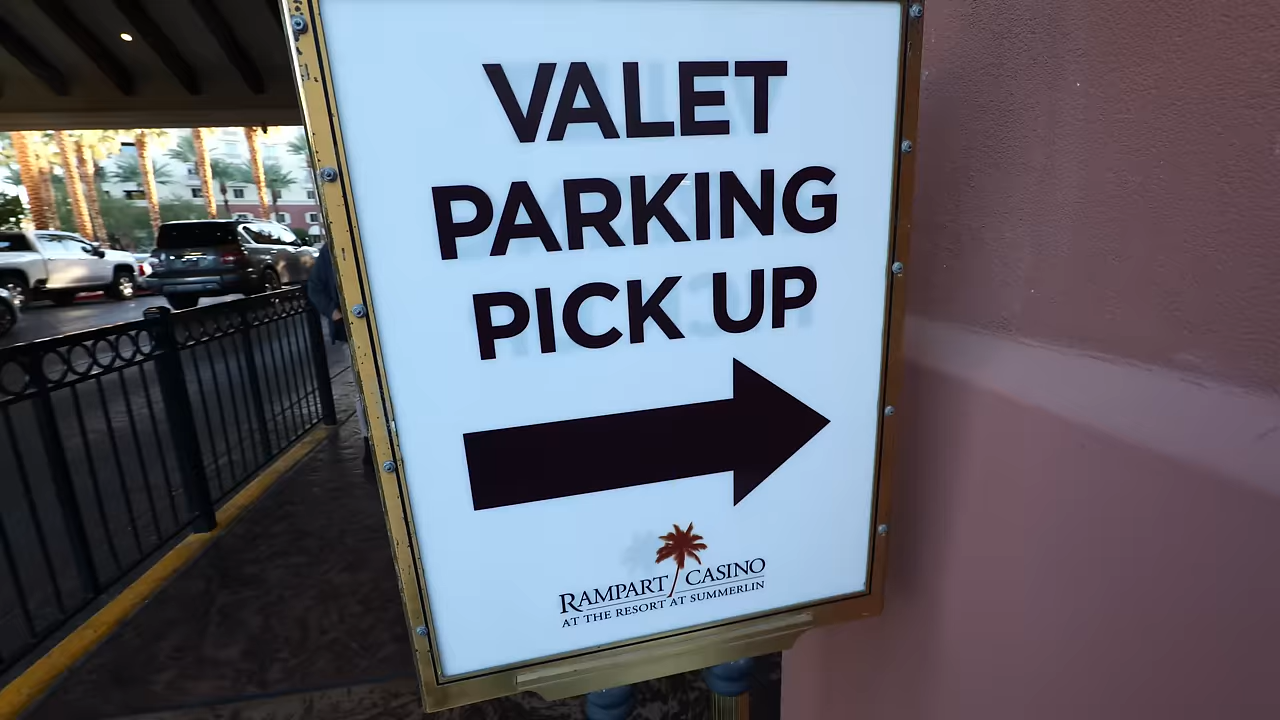 VALET
PARKING
PICK UP
RAMPART CASINO
AT THE RESORT AT SUMMERLIN